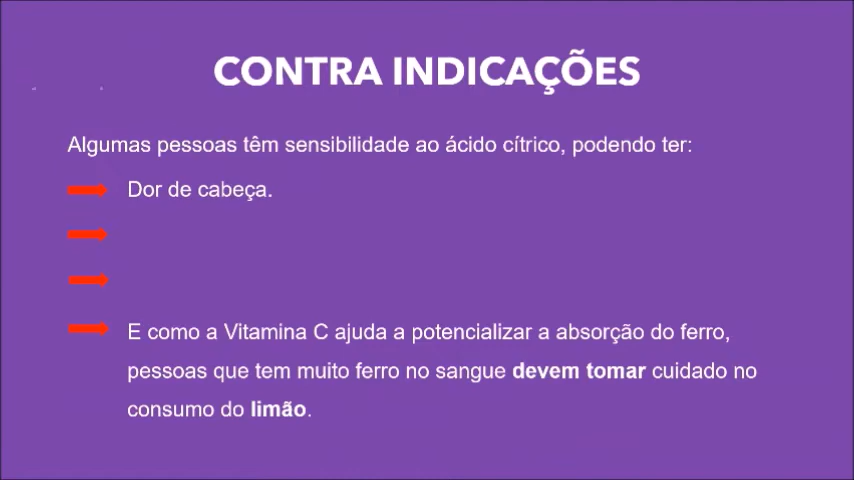 CONTRA INDICAÇÕES
Algumas pessoas têm sensibilidade ao ácido cítrico, podendo ter:
Dor de cabeça.
E como a Vitamina C ajuda a potencializar a absorção do ferro,
pessoas que tem muito ferro no sangue devem tomar cuidado no
consumo do limão.